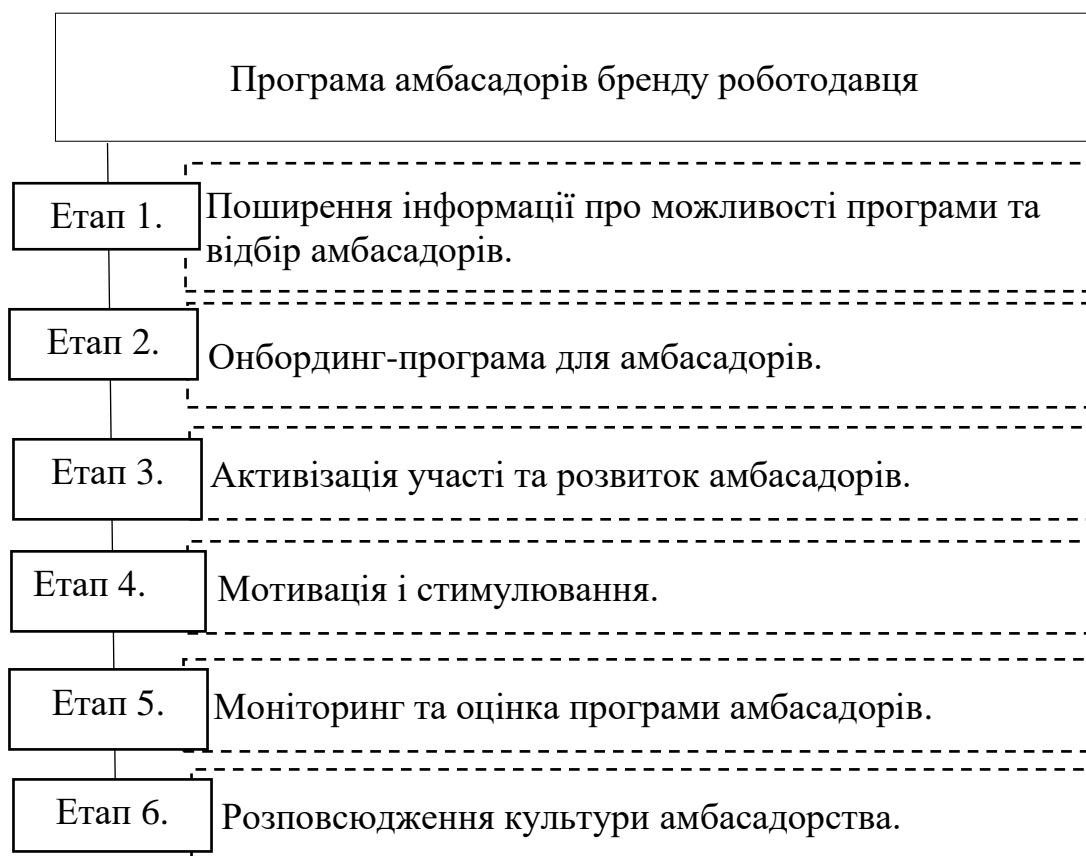 Програма амбасадорів бренду роботодавця
Етап 1.
Поширення інформації про можливості програми та
відбір амбасадорів.
Етап 2.
Онбординг-програма для амбасадорів.
Етап 3.
Активізація участі та розвиток амбасадорів.
Етап 4.
Мотивація і стимулювання.
Етап 5.
Моніторинг та оцінка програми амбасадорів.
Етап 6.
Розповсюдження культури амбасадорства.